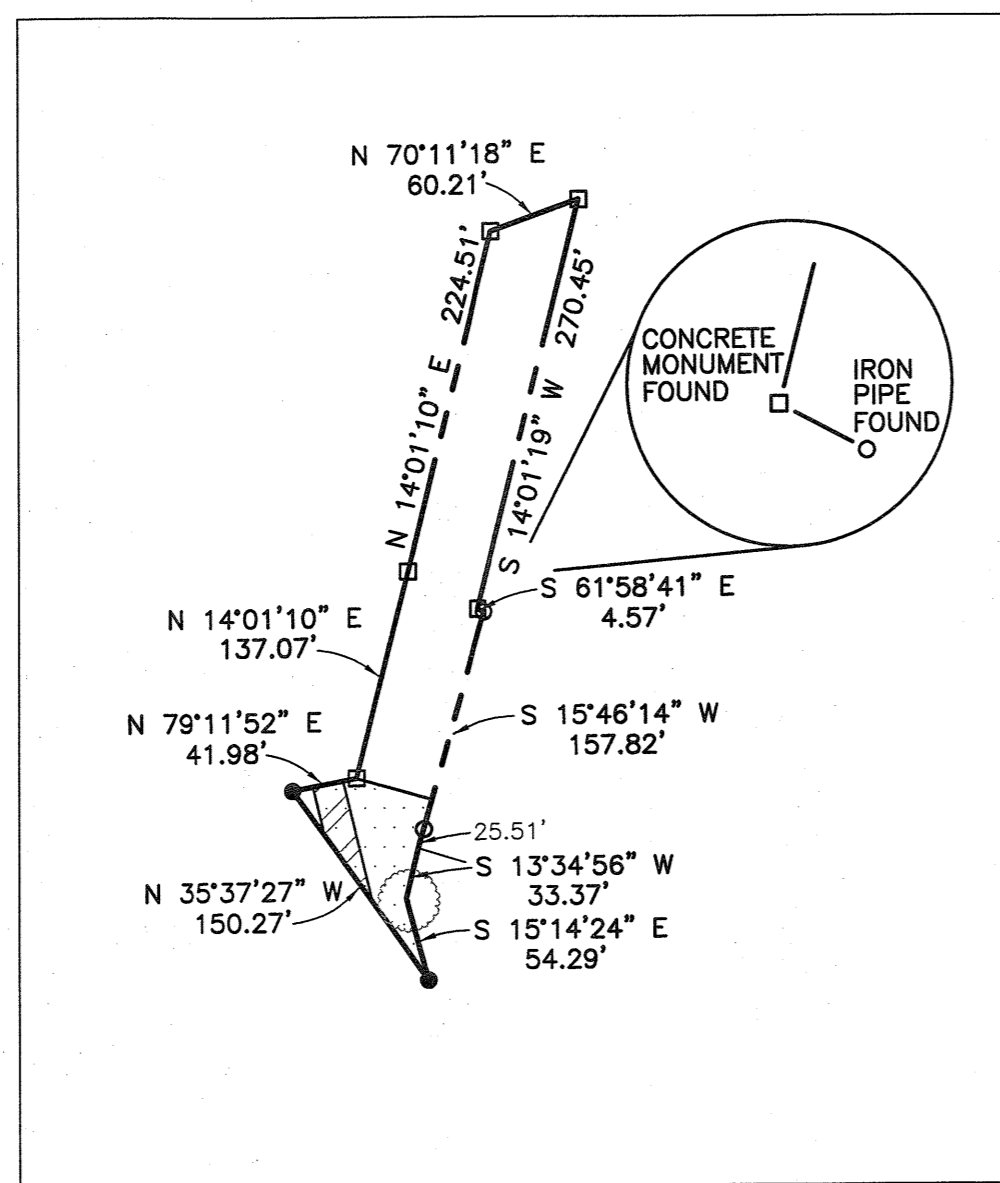 N 70°11'18" E
60.21'
224.51'
N 14°01'10" E
270.45'
S 14°01'19" W
CONCRETE
MONUMENT
FOUND
IRON
PIPE
FOUND
S 61°58'41" E
4.57'
N 14°01'10" E
137.07'
S 15°46'14" W
157.82'
N 79°11'52" E
41.98'
25.51'
S 13°34'56" W
33.37'
N 35°37'27" W
150.27'
S 15°14'24" E
54.29'